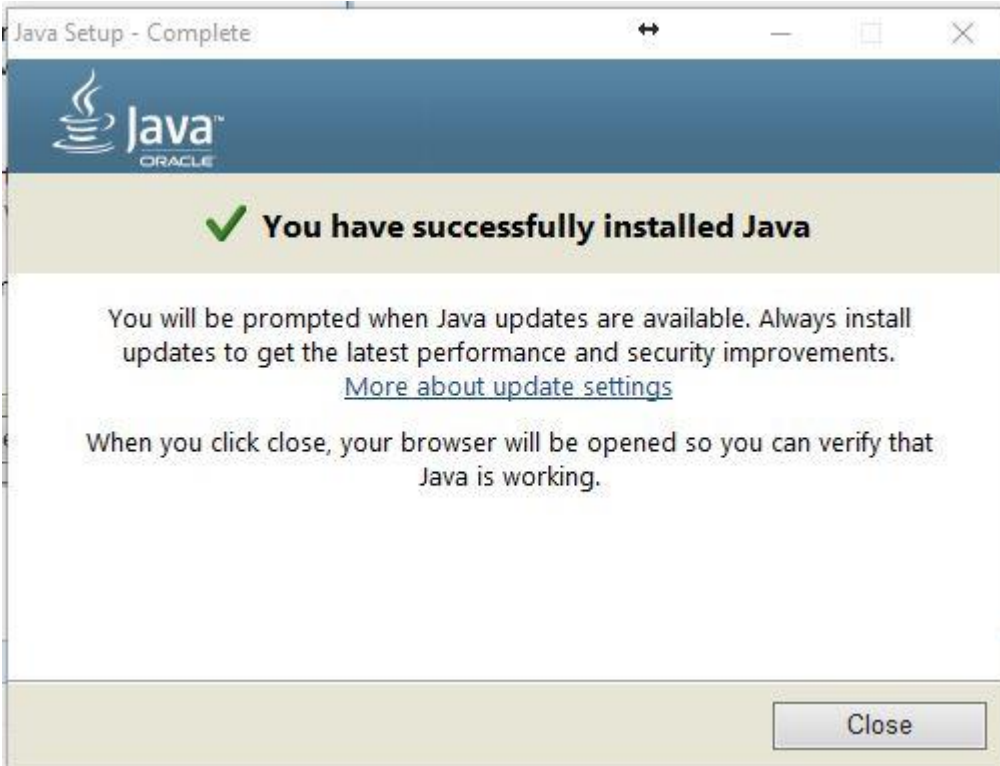 Java Setup - Complete
Java™
ORACLE
You have successfully installed Java
You will be prompted when Java updates are available. Always install
updates to get the latest performance and security improvements.
More about update settings
When you click close, your browser will be opened so you can verify that
Java is working.
Close